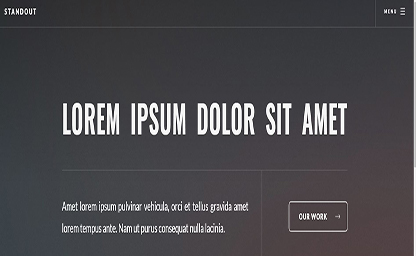 STANDOUT
MENU
LOREM IPSUM DOLOR SIT AMET
Amet lorem ipsum pulvinar vehicula, orci et tellus gravida amet
lorem tempus ante. Nam ut purus consequat nulla lacinia.
OUR WORK →